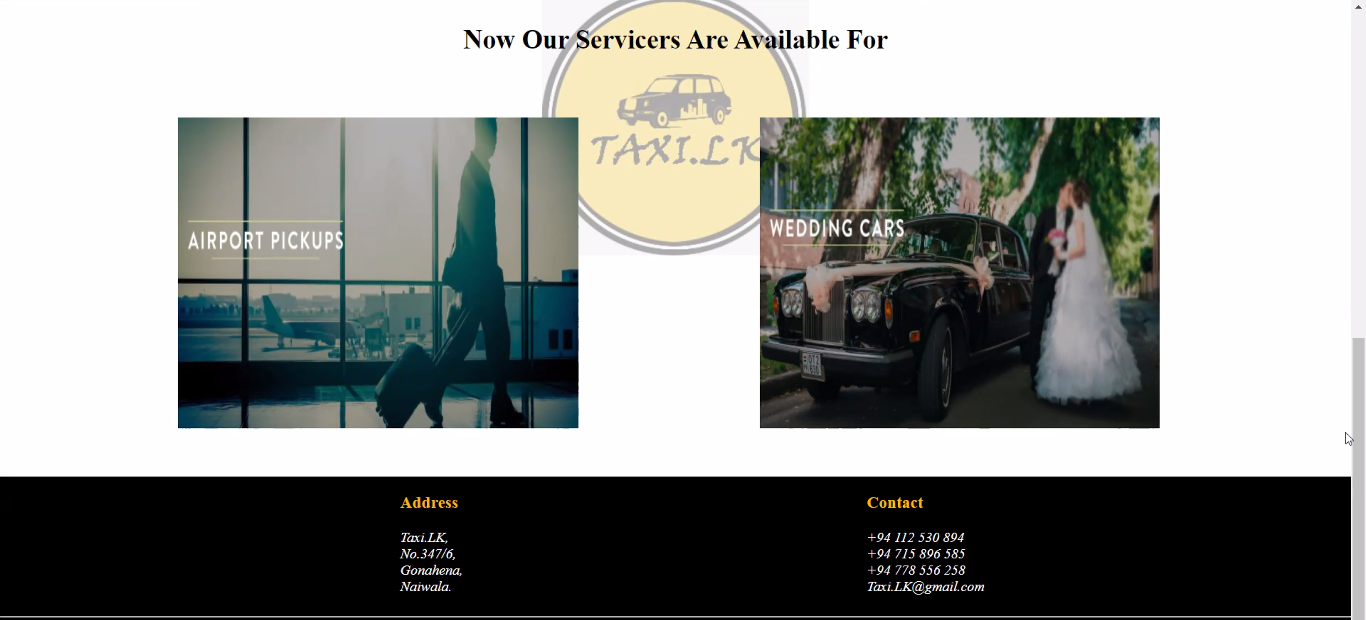 Now Our Servicers Are Available For
TAXI.LK
AIRPORT PICKUPS
WEDDING CARS
Address
Contact
Taxi.LK,
No.347/6,
Gonahena,
Naiwala.
+94 112 530 894
+94 715 896 585
+94 778 556 258
Taxi.LK@gmail.com